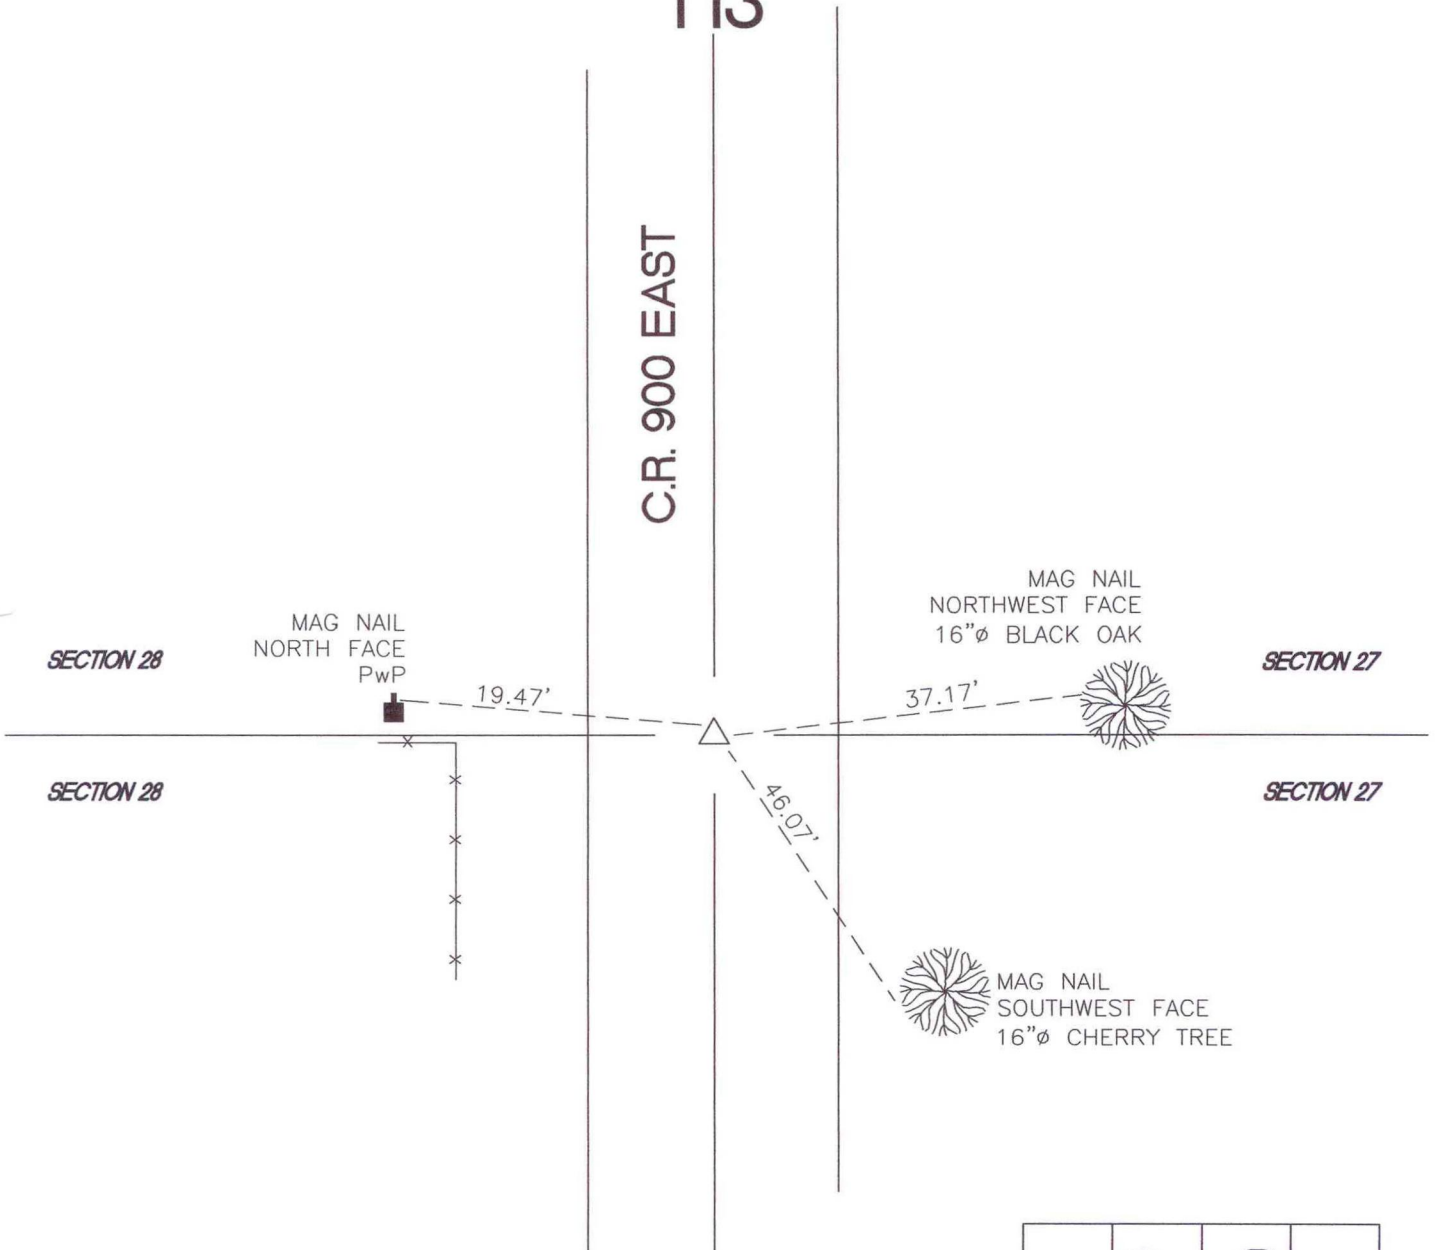 C.R. 900 EAST
MAG NAIL
NORTHWEST FACE
16"ø BLACK OAK
MAG NAIL
NORTH FACE
PwP
SECTION 28
SECTION 27
19.47'
37.17'
SECTION 28
SECTION 27
46.07'
MAG NAIL
SOUTHWEST FACE
16"ø CHERRY TREE